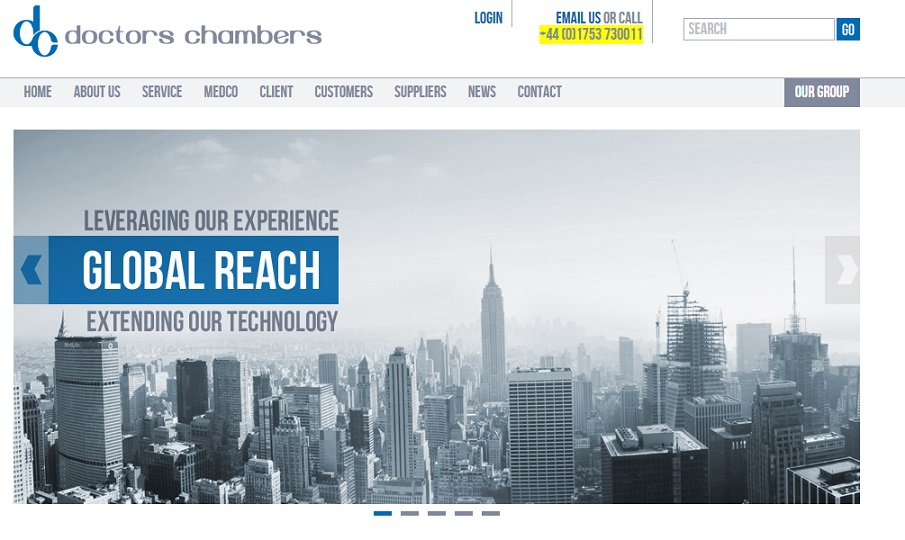 dc doctors chambers
LOGIN
EMAIL US OR CALL
+44 (0)1753 730011
SEARCH
GO
HOME
ABOUT US
SERVICE
MEDCO
CLIENT
CUSTOMERS
SUPPLIERS
NEWS
CONTACT
OUR GROUP
LEVERAGING OUR EXPERIENCE
GLOBAL REACH
EXTENDING OUR TECHNOLOGY